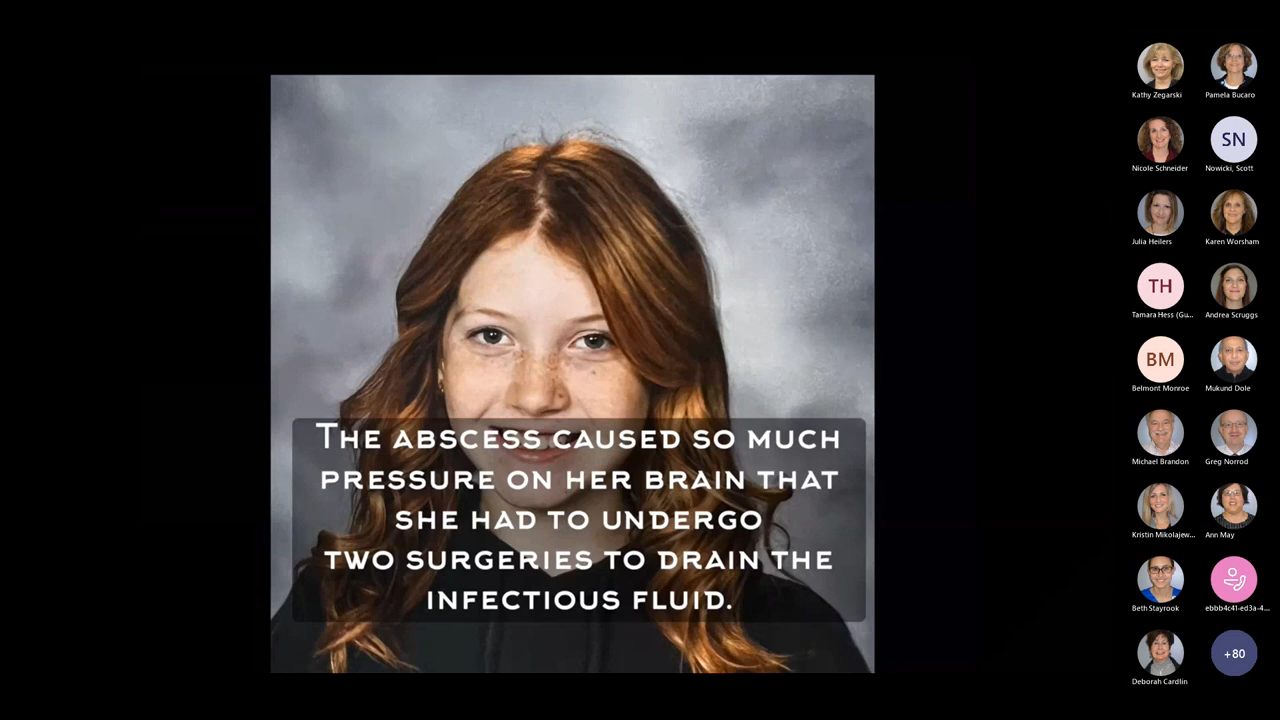 THE ABSCESS CAUSED SO MUCH
PRESSURE ON HER BRAIN THAT
SHE HAD TO UNDERGO
TWO SURGERIES TO DRAIN THE
INFECTIOUS FLUID.
Kathy Zegarski
Pamela Bucaro
Nicole Schneider
SN
Nowicki, Scott
Julia Heilers
Karen Worsham
TH
Tamara Hess (Gu...
Andrea Scruggs
BM
Belmont Monroe
Mukund Dole
Michael Brandon
Greg Norrod
Kristin Mikolajew...
Ann May
Beth Stayrook
ebbb4c41-ed3a-4...
Deborah Cardlin
+80